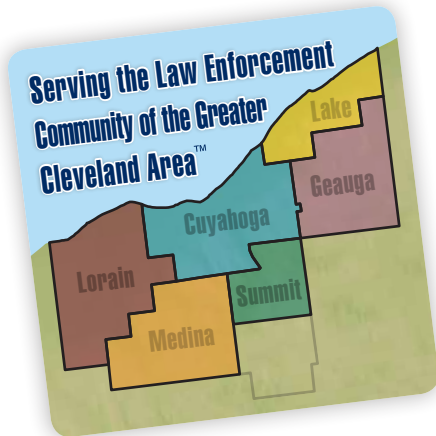 Serving the Law Enforcement
Community of the Greater
Cleveland Area™
Lake
Geauga
Cuyahoga
Lorain
Summit
Medina